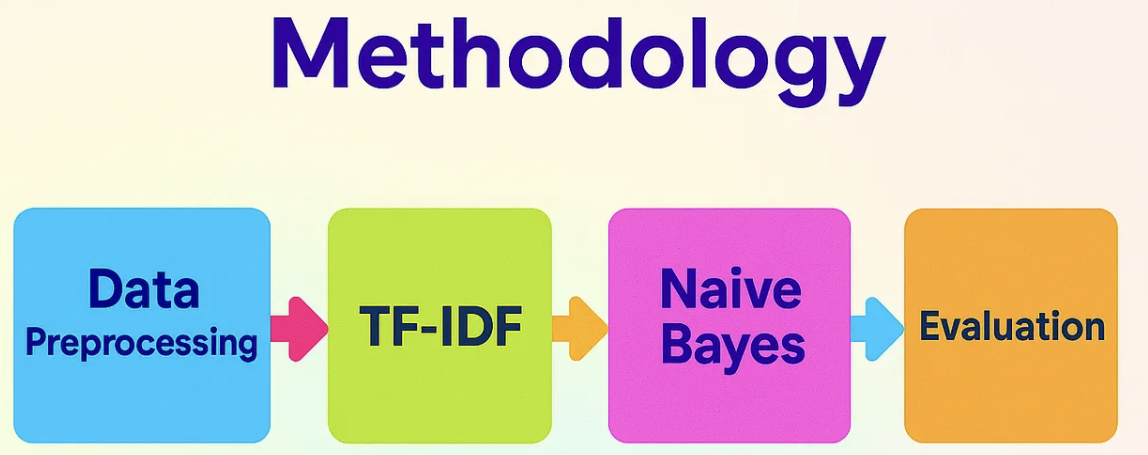 Methodology
Data
Preprocessing
TF-IDF
Naive
Bayes
Evaluation